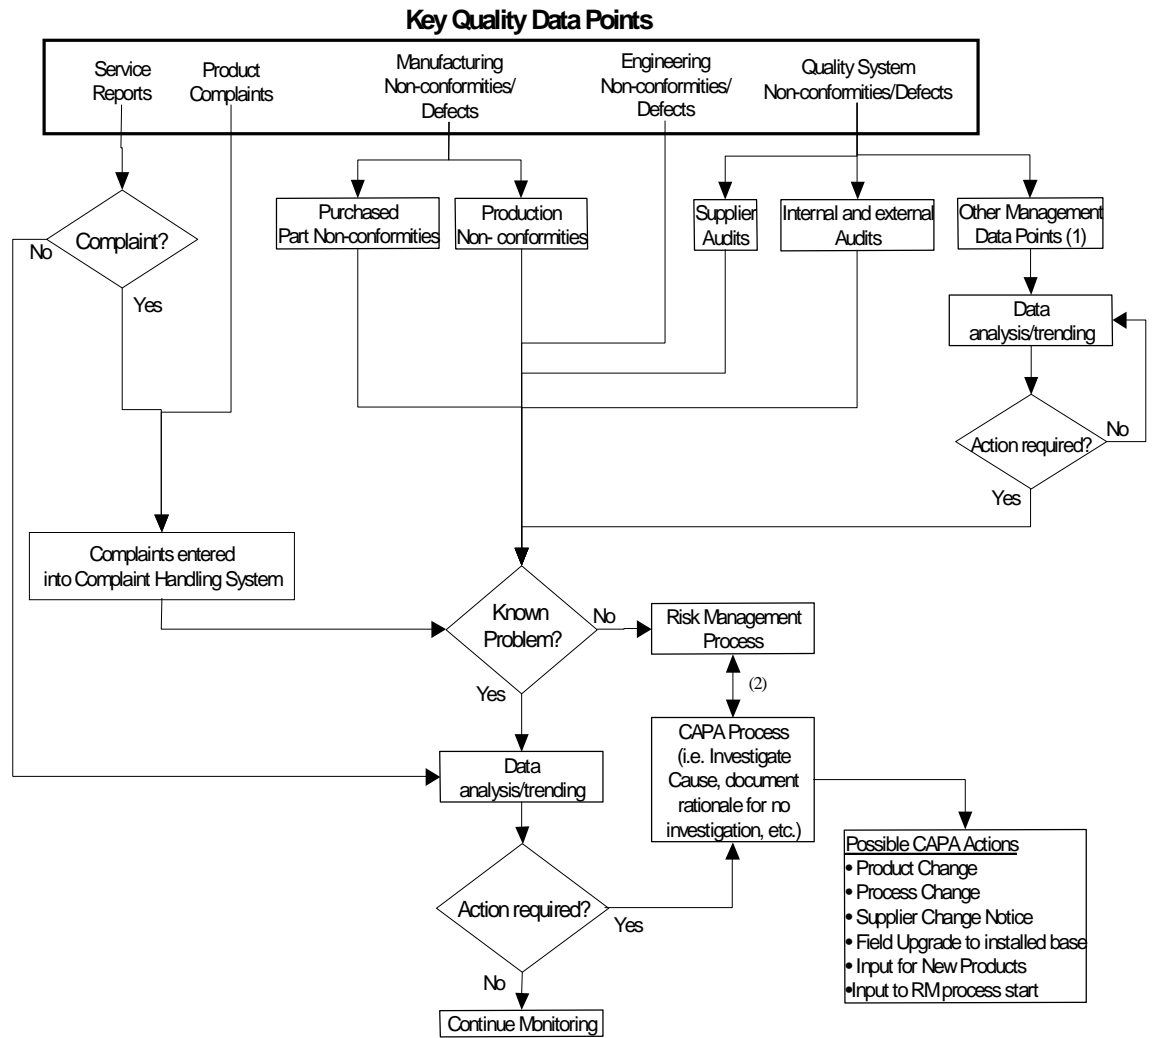 Key Quality Data Points
Service
Reports
Product
Complaints
Manufacturing
Non-conformities/
Defects
Engineering
Non-conformities/
Defects
Quality System
Non-conformities/Defects
Complaint?
No
Yes
Purchased
Part Non-conformities
Production
Non- conformities
Supplier
Audits
Internal and external
Audits
Other Management
Data Points (1)
Data
analysis/trending
Action required?
No
Yes
Complaints entered
into Complaint Handling System
Known
Problem?
No
Yes
Risk Management
Process
(2)
CAPA Process
(i.e. Investigate
Cause, document
rationale for no
investigation, etc.)
Data
analysis/trending
Action required?
Yes
No
Continue Monitoring
Possible CAPA Actions
• Product Change
• Process Change
• Supplier Change Notice
• Field Upgrade to installed base
• Input for New Products
•Input to RM process start